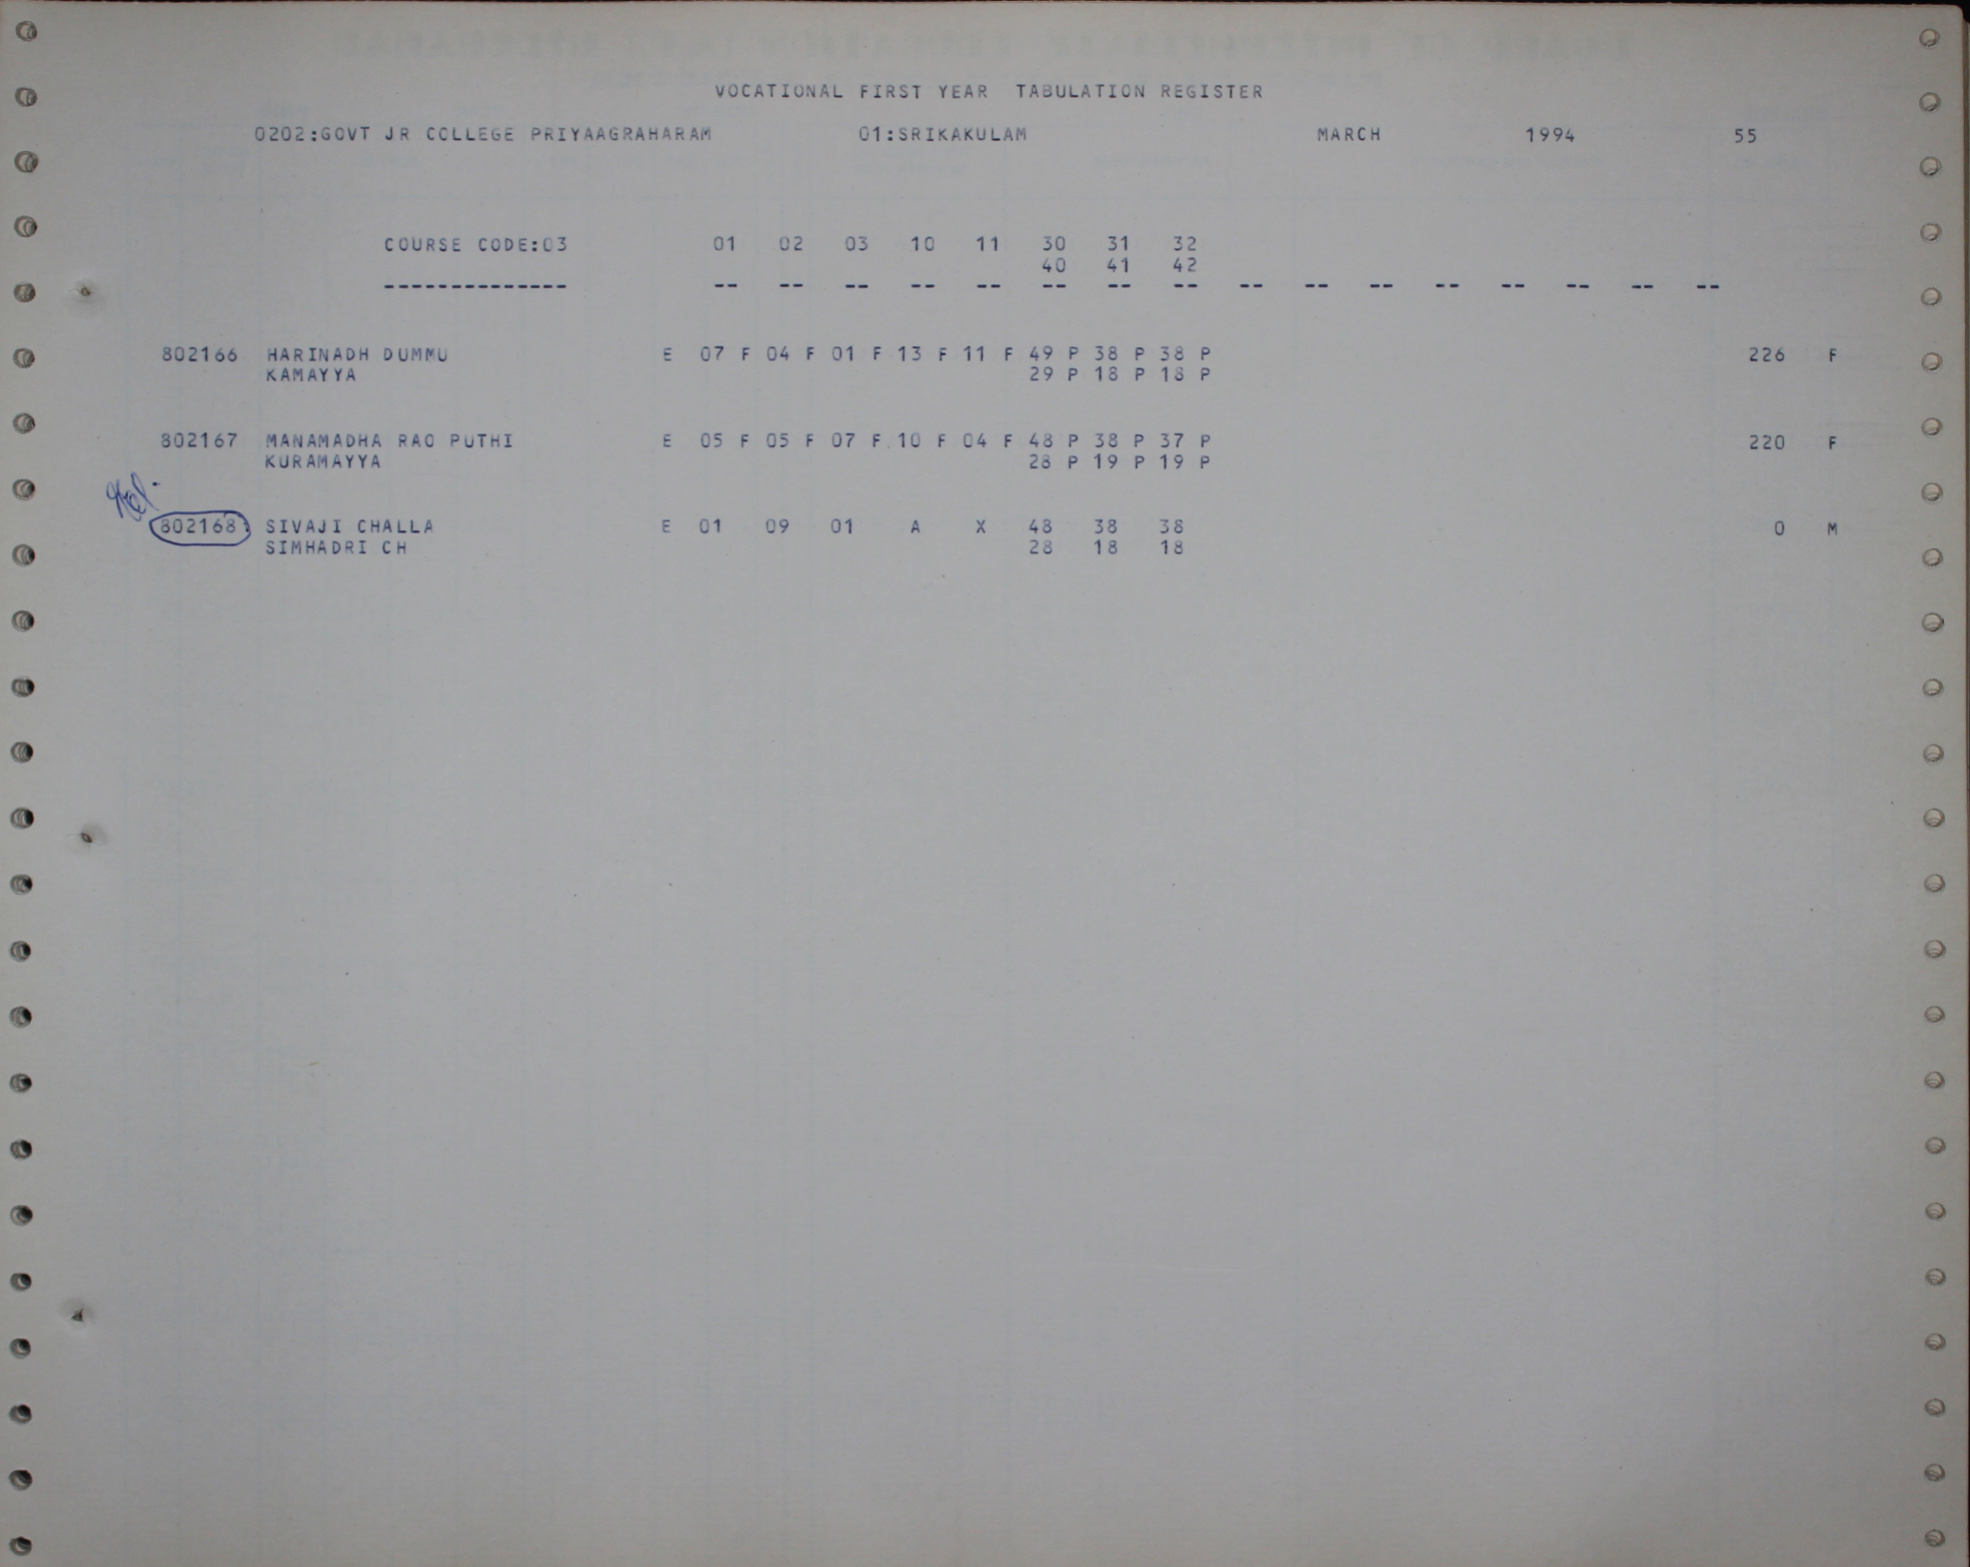 VOCATIONAL FIRST YEAR TABULATION REGISTER
0202:GOVT JR COLLEGE PRIYAAGRAHARAM 01:SRIKAKULAM MARCH 1994 55
COURSE CODE:03 01 02 03 10 11 30 31 32
40 41 42
-------------- -- -- -- -- -- -- -- -- -- -- -- -- -- -- -- --
802166 HARINADH DUMMU E 07 F 04 F 01 F 13 F 11 F 49 P 38 P 38 P 226 F
KAMAYYA 29 P 18 P 18 P
802167 MANAMADHA RAO PUTHI E 05 F 05 F 07 F 10 F 04 F 48 P 38 P 37 P 220 F
KURAMAYYA 28 P 19 P 19 P
802168 SIVAJI CHALLA E 01 09 01 A X 48 38 38 0 M
SIMHADRI CH 28 18 18